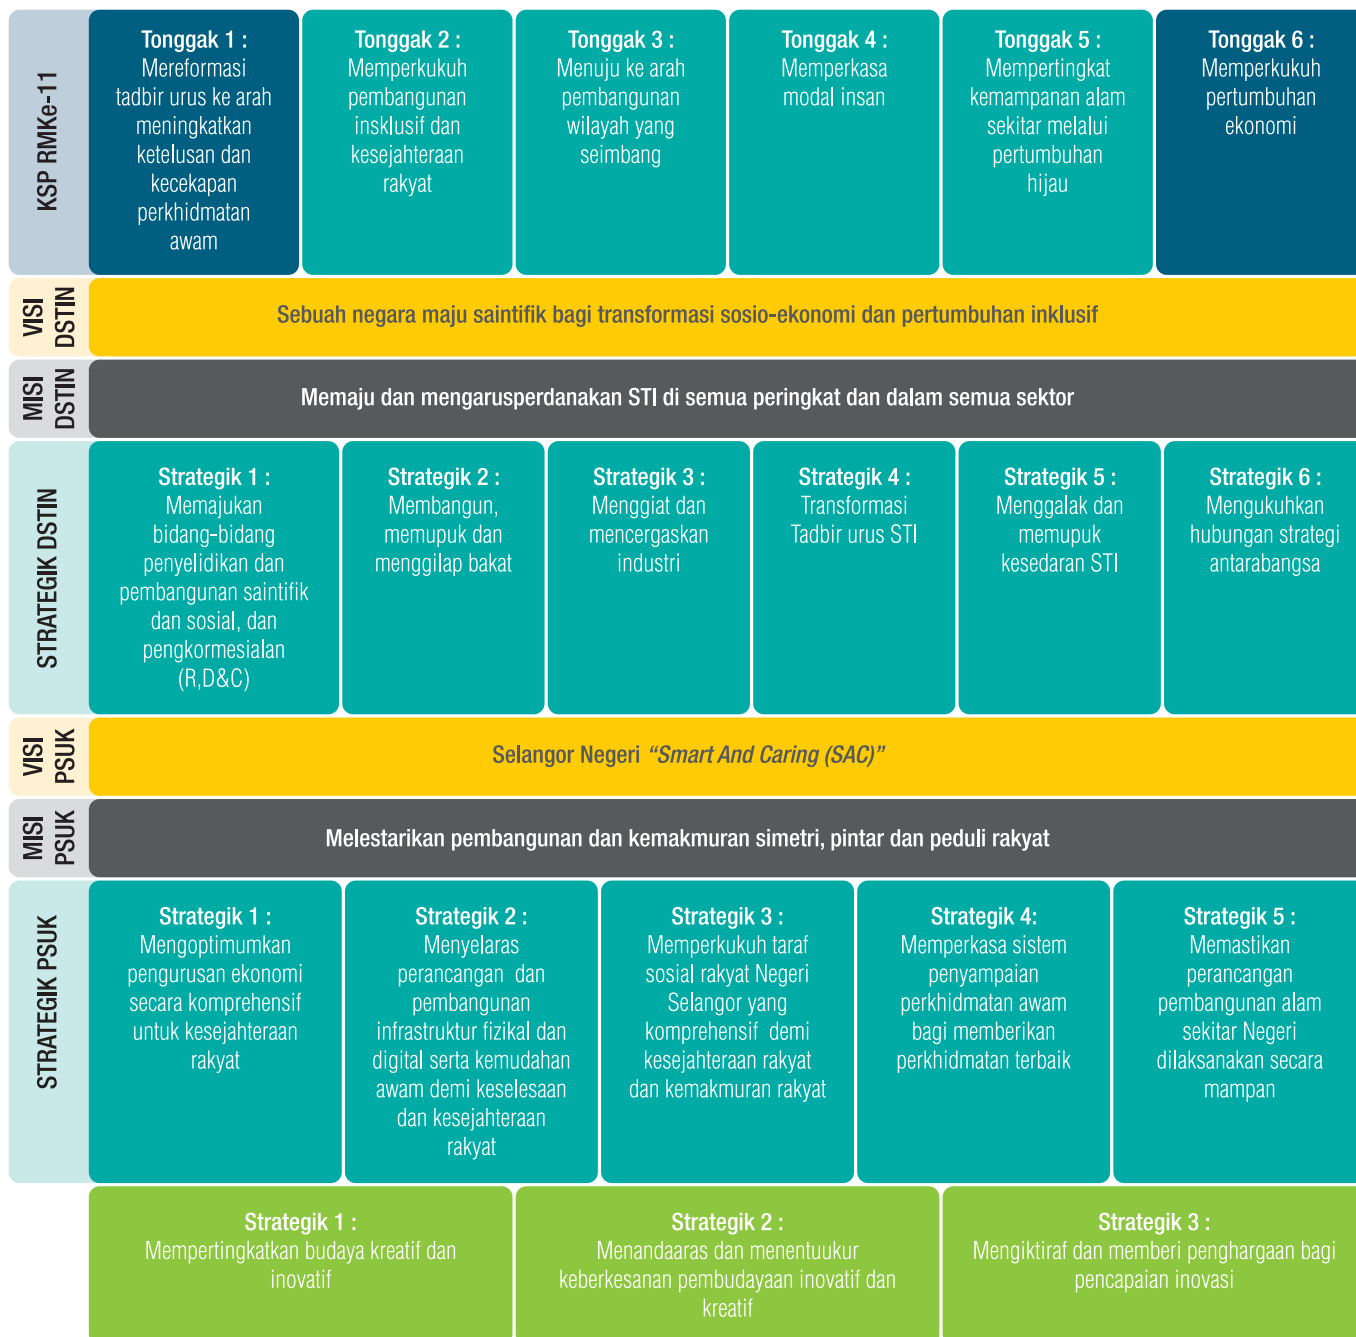 KSP RMKe-11
Tonggak 1 :
Mereformasi
tadbir urus ke arah
meningkatkan
ketelusan dan
kecekapan
perkhidmatan
awam
Tonggak 2 :
Memperkukuh
pembangunan
insklusif dan
kesejahteraan
rakyat
Tonggak 3 :
Menuju ke arah
pembangunan
wilayah yang
seimbang
Tonggak 4 :
Memperkasa
modal insan
Tonggak 5 :
Mempertingkat
kemampanan alam
sekitar melalui
pertumbuhan
hijau
Tonggak 6 :
Memperkukuh
pertumbuhan
ekonomi
VISI
DSTIN
Sebuah negara maju saintifik bagi transformasi sosio-ekonomi dan pertumbuhan inklusif
MISI
DSTIN
Memaju dan mengarusperdanakan STI di semua peringkat dan dalam semua sektor
STRATEGIK DSTIN
Strategik 1 :
Memajukan
bidang-bidang
penyelidikan dan
pembangunan saintifik
dan sosial, dan
pengkormesialan
(R,D&C)
Strategik 2 :
Membangun,
memupuk dan
menggilap bakat
Strategik 3 :
Menggiat dan
mencergaskan
industri
Strategik 4 :
Transformasi
Tadbir urus STI
Strategik 5 :
Menggalak dan
memupuk
kesedaran STI
Strategik 6 :
Mengukuhkan
hubungan strategi
antarabangsa
VISI
PSUK
Selangor Negeri "Smart And Caring (SAC)"
MISI
PSUK
Melestarikan pembangunan dan kemakmuran simetri, pintar dan peduli rakyat
STRATEGIK PSUK
Strategik 1 :
Mengoptimumkan
pengurusan ekonomi
secara komprehensif
untuk kesejahteraan
rakyat
Strategik 2 :
Menyelaras
perancangan dan
pembangunan
infrastruktur fizikal dan
digital serta kemudahan
awam demi keselesaan
dan kesejahteraan
rakyat
Strategik 3 :
Memperkukuh taraf
sosial rakyat Negeri
Selangor yang
komprehensif demi
kesejahteraan rakyat
dan kemakmuran rakyat
Strategik 4:
Memperkasa sistem
penyampaian
perkhidmatan awam
bagi memberikan
perkhidmatan terbaik
Strategik 5 :
Memastikan
perancangan
pembangunan alam
sekitar Negeri
dilaksanakan secara
mampan
Strategik 1 :
Mempertingkatkan budaya kreatif dan
inovatif
Strategik 2 :
Menandaaras dan menentuukur
keberkesanan pembudayaan inovatif dan
kreatif
Strategik 3 :
Mengiktiraf dan memberi penghargaan bagi
pencapaian inovasi